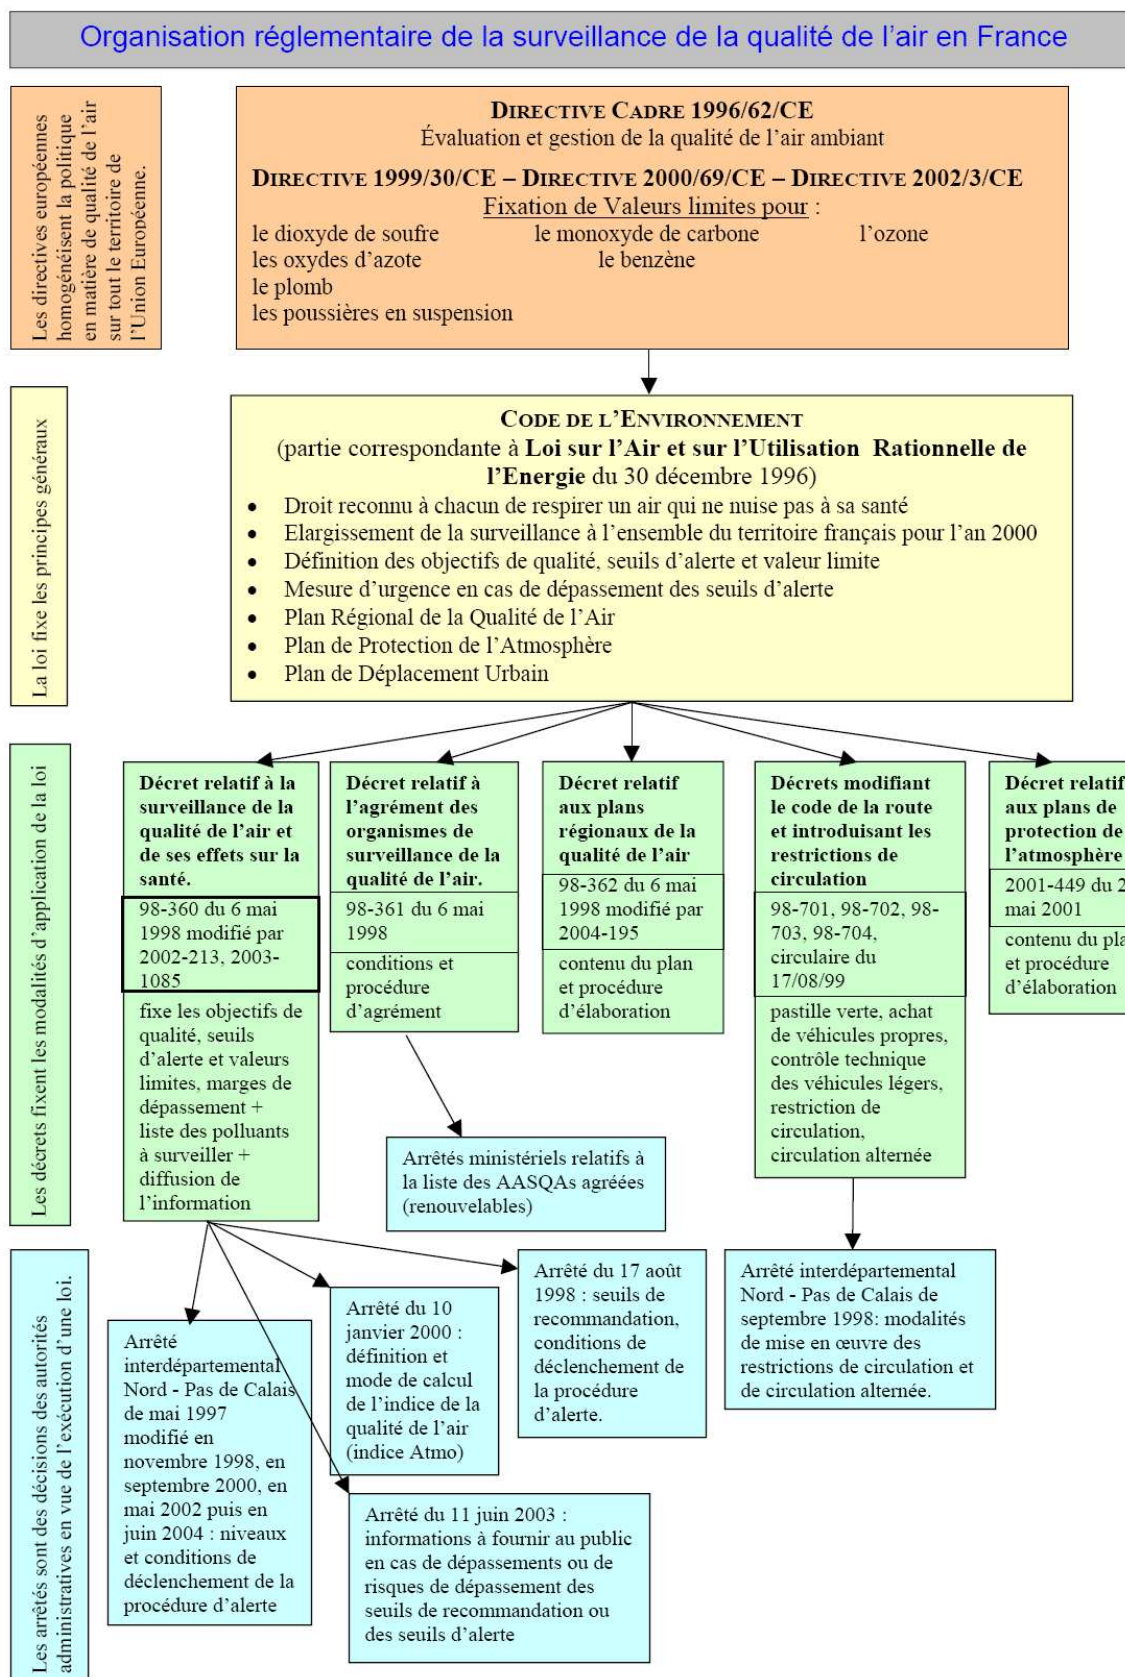 Organisation réglementaire de la surveillance de la qualité de l'air en France
Les directives européennes
homogénéisent la politique
en matière de qualité de l'air
sur tout le territoire de
l'Union Européenne.
DIRECTIVE CADRE 1996/62/CE
Évaluation et gestion de la qualité de l'air ambiant
DIRECTIVE 1999/30/CE – DIRECTIVE 2000/69/CE – DIRECTIVE 2002/3/CE
Fixation de Valeurs limites pour :
le dioxyde de soufre le monoxyde de carbone l'ozone
les oxydes d'azote le benzène
le plomb
les poussières en suspension
La loi fixe les principes généraux
CODE DE L'ENVIRONNEMENT
(partie correspondante à Loi sur l'Air et sur l'Utilisation Rationnelle de
l'Energie du 30 décembre 1996)
• Droit reconnu à chacun de respirer un air qui ne nuise pas à sa santé
• Elargissement de la surveillance à l'ensemble du territoire français pour l'an 2000
• Définition des objectifs de qualité, seuils d'alerte et valeur limite
• Mesure d'urgence en cas de dépassement des seuils d'alerte
• Plan Régional de la Qualité de l'Air
• Plan de Protection de l'Atmosphère
• Plan de Déplacement Urbain
Les décrets fixent les modalités d'application de la loi
Décret relatif à la
surveillance de la
qualité de l'air et
de ses effets sur la
santé.
98-360 du 6 mai
1998 modifié par
2002-213, 2003-
1085
fixe les objectifs de
qualité, seuils
d'alerte et valeurs
limites, marges de
dépassement +
liste des polluants
à surveiller +
diffusion de
l'information
Décret relatif à
l'agrément des
organismes de
surveillance de la
qualité de l'air.
98-361 du 6 mai
1998
conditions et
procédure
d'agrément
Décret relatif
aux plans
régionaux de la
qualité de l'air
98-362 du 6 mai
1998 modifié par
2004-195
contenu du plan
et procédure
d'élaboration
Décrets modifiant
le code de la route
et introduisant les
restrictions de
circulation
98-701, 98-702, 98-
703, 98-704,
circulaire du
17/08/99
pastille verte, achat
de véhicules propres,
contrôle technique
des véhicules légers,
restriction de
circulation,
circulation alternée
Décret relatif
aux plans de
protection de
l'atmosphère
2001-449 du
mai 2001
contenu du
et procédure
d'élaboration
Arrêtés ministériels relatifs à
la liste des AASQAs agréées
(renouvelables)
Les arrêtés sont des décisions des autorités
administratives en vue de l'exécution d'une loi.
Arrêté
interdépartemental
Nord - Pas de Calais
de mai 1997
modifié en
novembre 1998, en
septembre 2000, en
mai 2002 puis en
juin 2004 : niveaux
et conditions de
déclenchement de la
procédure d'alerte
Arrêté du 10
janvier 2000 :
définition et
mode de calcul
de l'indice de la
qualité de l'air
(indice Atmo)
Arrêté du 17 août
1998 : seuils de
recommandation,
conditions de
déclenchement de
la procédure
d'alerte.
Arrêté interdépartemental
Nord - Pas de Calais de
septembre 1998: modalités
de mise en œuvre des
restrictions de circulation et
de circulation alternée.
Arrêté du 11 juin 2003 :
informations à fournir au public
en cas de dépassements ou de
risques de dépassement des
seuils de recommandation ou
des seuils d'alerte